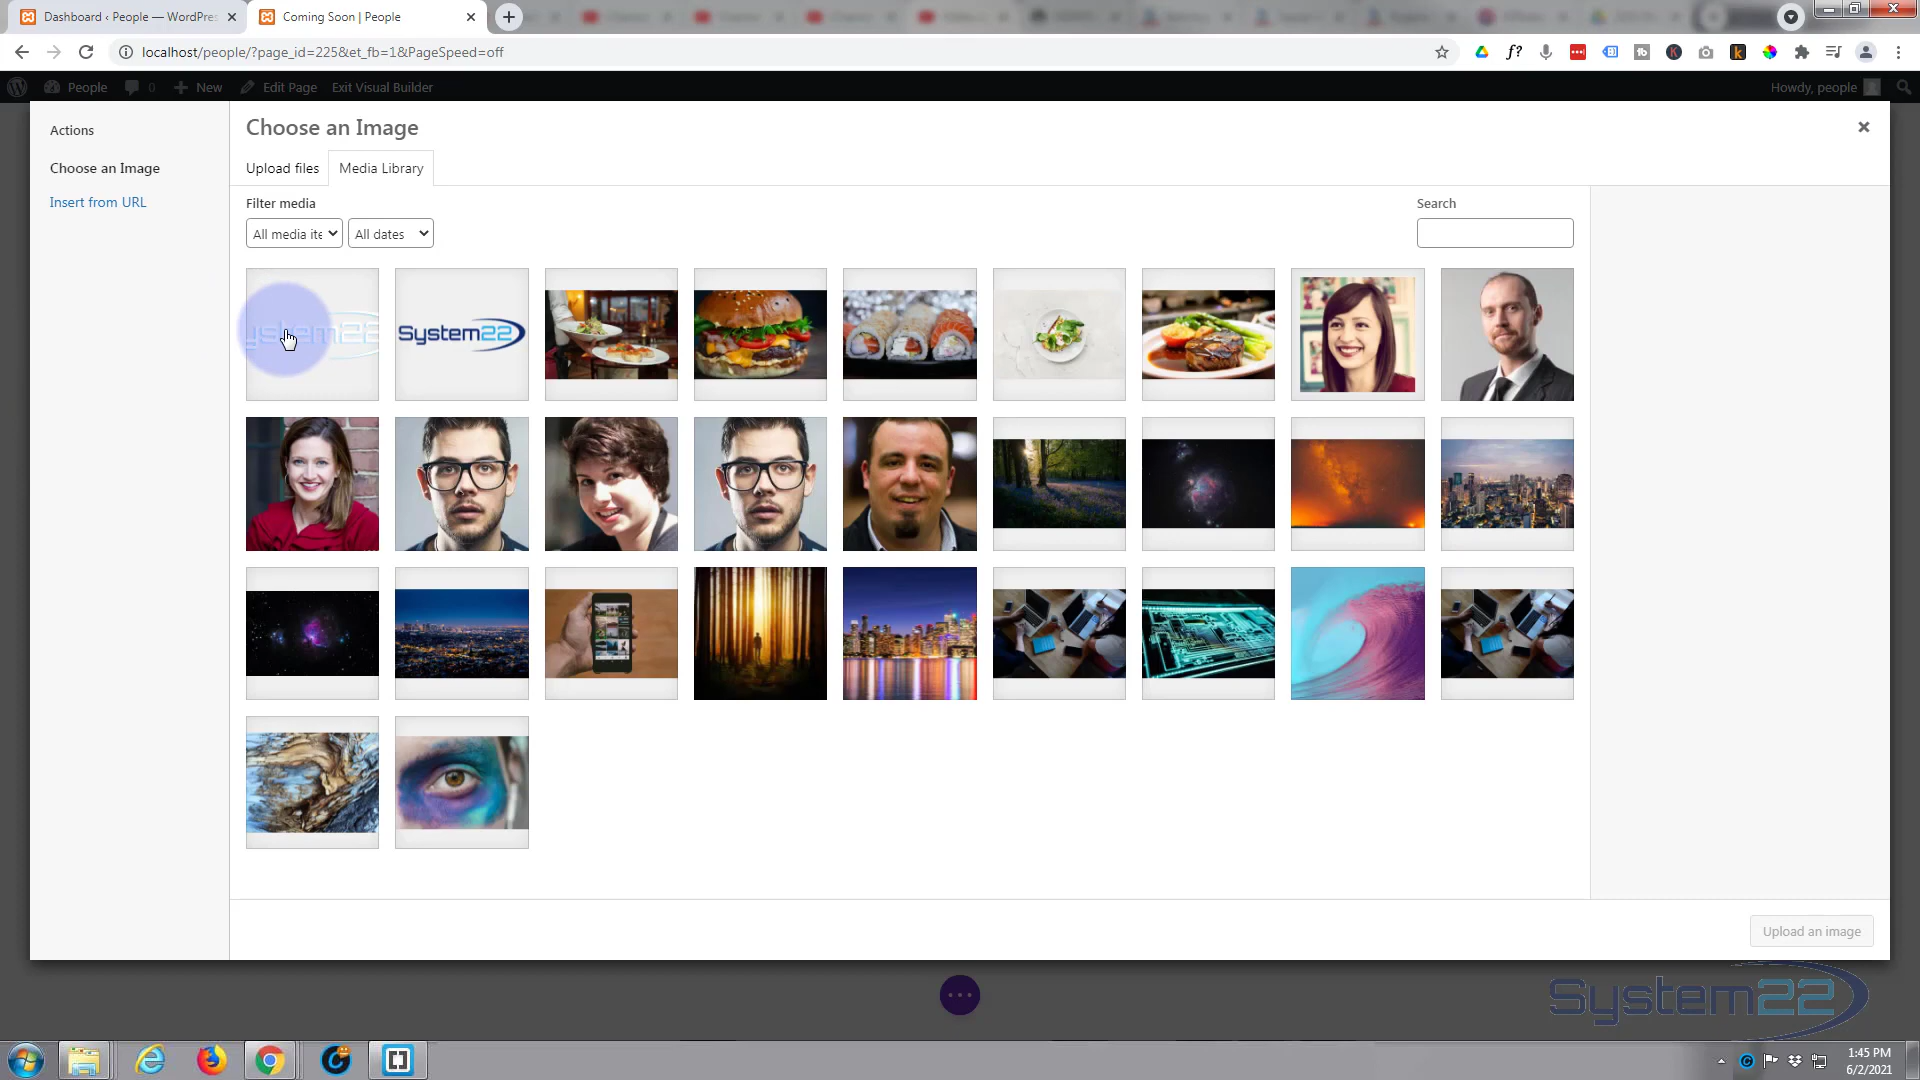 Dashboard ‹ People — WordPres
Coming Soon | People
localhost/people/?page_id=225&et_fb=1&PageSpeed=off
People
0
New
Edit Page
Exit Visual Builder
Howdy, people
Actions
Choose an Image
Insert from URL
Choose an Image
Upload files
Media Library
Filter media
Search
All media ite
All dates
System22
System22
Upload an image
System22
1:45 PM
6/2/2021